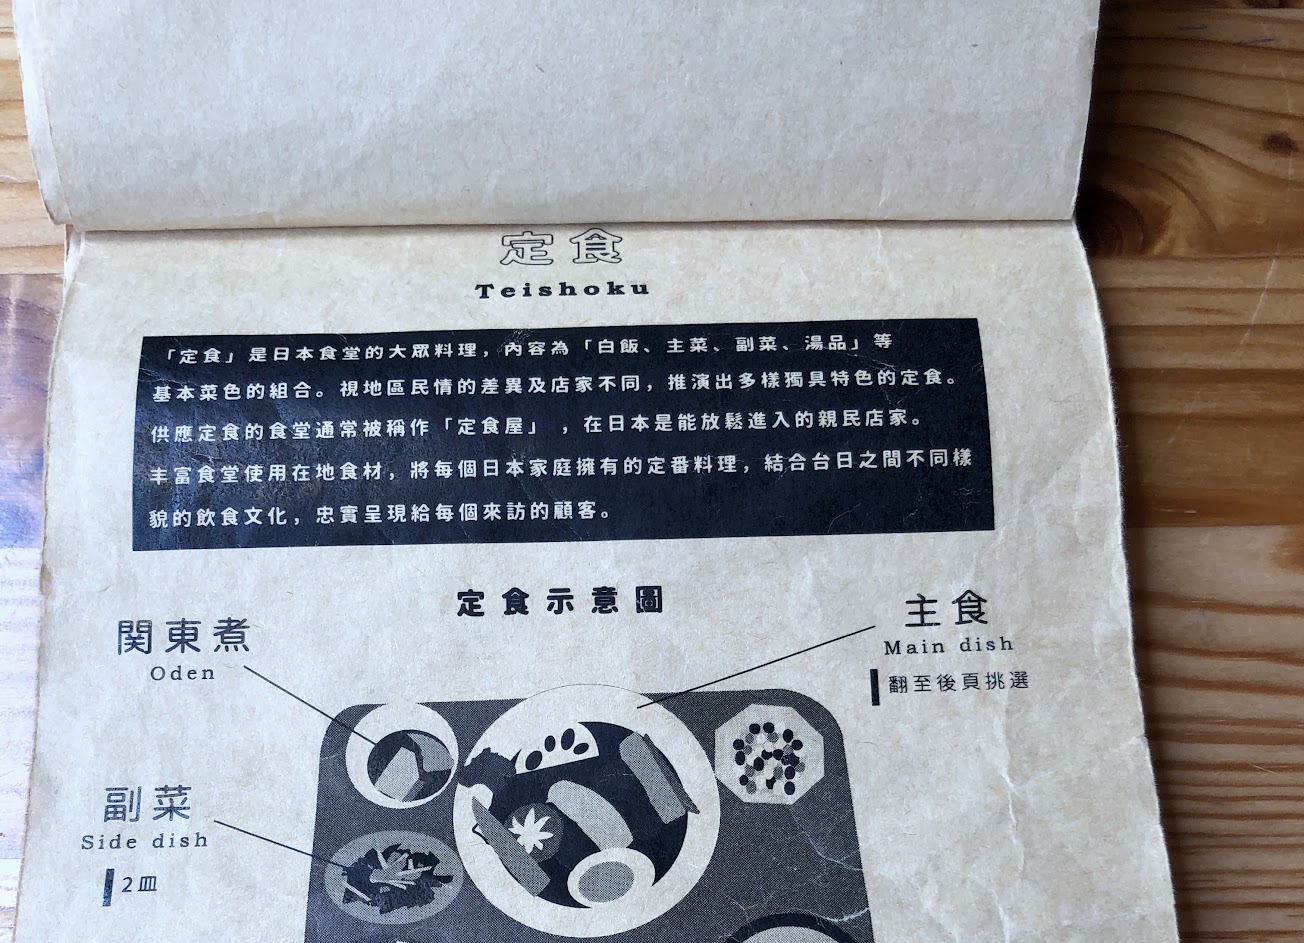 定食
Teishoku
「定食」是日本食堂的大眾料理，內容為「白飯、主菜、副菜、湯品」等
基本菜色的組合。視地區民情的差異及店家不同，推演出多樣獨具特色的定食。
供應定食的食堂通常被稱作「定食屋」，在日本是能放鬆進入的親民店家。
丰富食堂使用在地食材，將每個日本家庭擁有的定番料理，結合台日之間不同樣
貌的飲食文化，忠實呈現給每個來訪的顧客。
定食示意圖
関東煮
Oden
主食
Main dish
翻至後頁挑選
副菜
Side dish
2皿